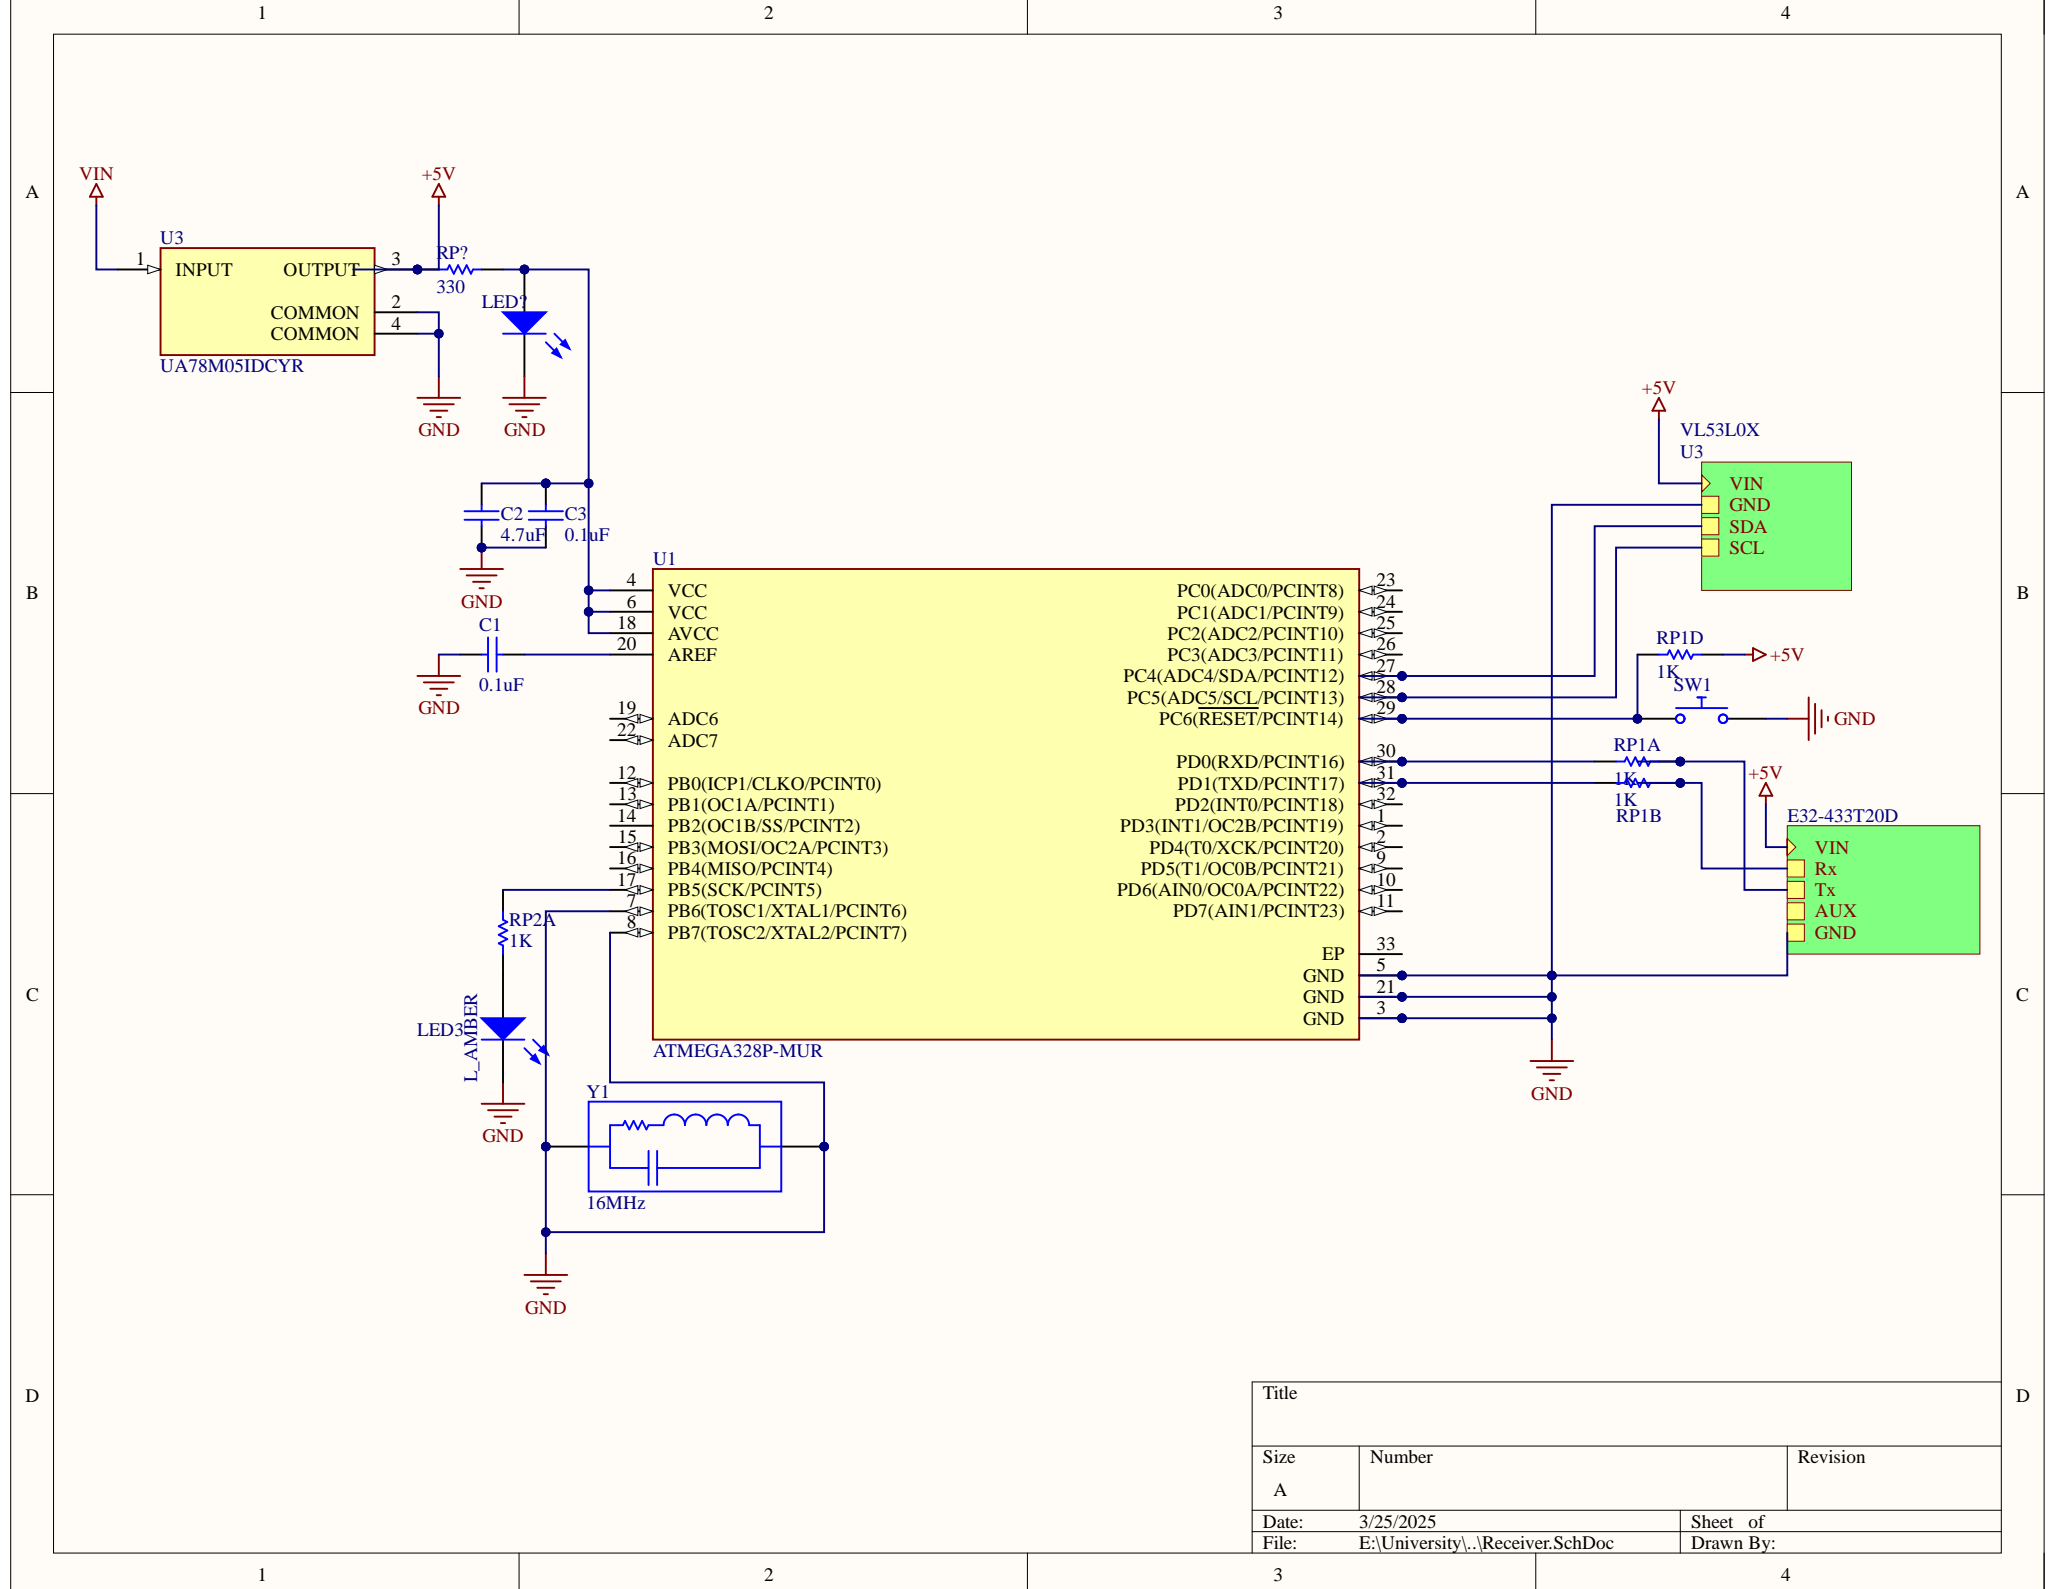 1 2 3 4
A A
B B
C C
D D
1 2 3 4
VIN
+5V
U3
1 INPUT OUTPUT 3
COMMON 2
COMMON 4
UA78M05IDCYR
RP?
330
LED?
GND
GND
C2
4.7uF
C3
0.1uF
GND
C1
0.1uF
GND
U1
4 VCC
6 VCC
18 AVCC
20 AREF
19 ADC6
22 ADC7
12 PB0(ICP1/CLKO/PCINT0)
13 PB1(OC1A/PCINT1)
14 PB2(OC1B/SS/PCINT2)
15 PB3(MOSI/OC2A/PCINT3)
16 PB4(MISO/PCINT4)
17 PB5(SCK/PCINT5)
7 PB6(TOSC1/XTAL1/PCINT6)
8 PB7(TOSC2/XTAL2/PCINT7)
PC0(ADC0/PCINT8) 23
PC1(ADC1/PCINT9) 24
PC2(ADC2/PCINT10) 25
PC3(ADC3/PCINT11) 26
PC4(ADC4/SDA/PCINT12) 27
PC5(ADC5/SCL/PCINT13) 28
PC6(RESET/PCINT14) 29
PD0(RXD/PCINT16) 30
PD1(TXD/PCINT17) 31
PD2(INT0/PCINT18) 32
PD3(INT1/OC2B/PCINT19) 1
PD4(T0/XCK/PCINT20) 2
PD5(T1/OC0B/PCINT21) 9
PD6(AIN0/OC0A/PCINT22) 10
PD7(AIN1/PCINT23) 11
EP 33
GND 5
GND 21
GND 3
ATMEGA328P-MUR
RP2A
1K
LED3
L_AMBER
GND
Y1
16MHz
GND
+5V
VL53L0X
U3
VIN
GND
SDA
SCL
RP1D
1K
+5V
SW1
GND
RP1A
1K
1K
RP1B
+5V
E32-433T20D
VIN
Rx
Tx
AUX
GND
GND
Title
Size
A
Number
Revision
Date: 3/25/2025
Sheet of
File: E:\University\..\Receiver.SchDoc
Drawn By: